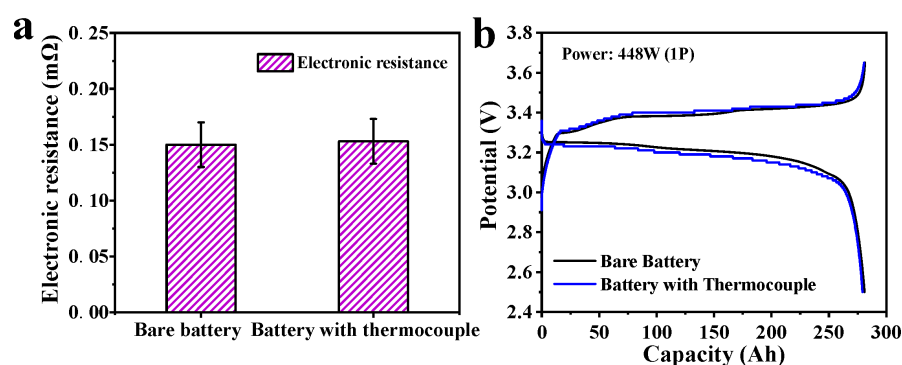 a
Electronic resistance (mΩ)
0. 25
0. 20
0. 15
0. 10
0. 05
0. 00
Electronic resistance
Bare battery
Battery with thermocouple
b
Potential (V)
3.8
3.6
3.4
3.2
3.0
2.8
2.6
2.4
Power: 448W (1P)
Bare Battery
Battery with Thermocouple
0 50 100 150 200 250 300
Capacity (Ah)